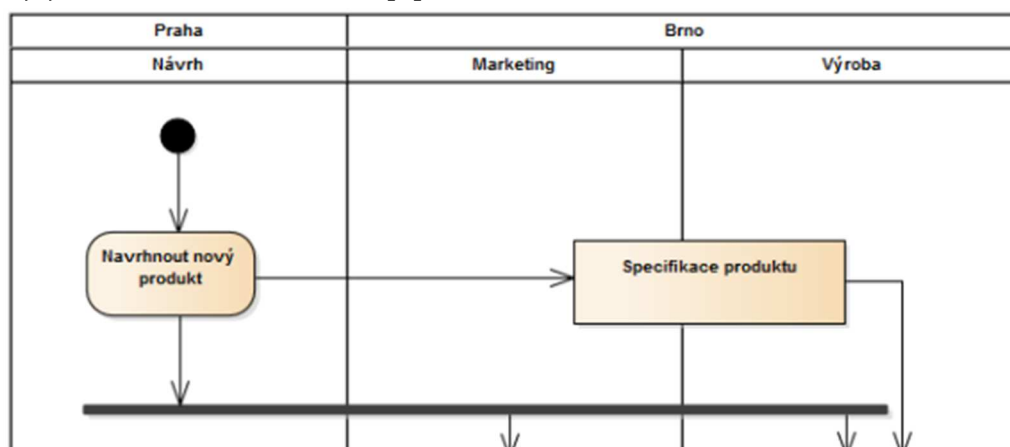 Praha
Brno
Návrh
Marketing
Výroba
Navrhnout nový
produkt
Specifikace produktu